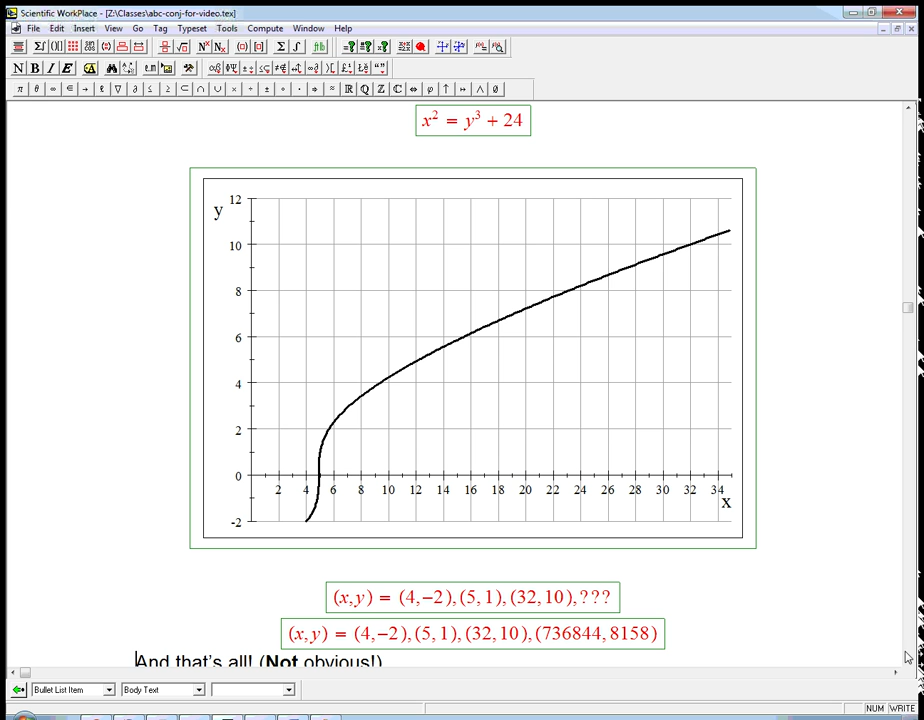 Scientific WorkPlace - [Z:\Classes\abc-conj-for-video.tex]
File Edit Insert View Go Tag Typeset Tools Compute Window Help
x² = y³ + 24
y
12
10
8
6
4
2
0
-2
2 4 6 8 10 12 14 16 18 20 22 24 26 28 30 32 34
x
(x,y) = (4,−2),(5,1),(32,10),???
(x,y) = (4,−2),(5,1),(32,10),(736844,8158)
And that's all! (Not obvious!)
Bullet List Item Body Text
NUM WRITE